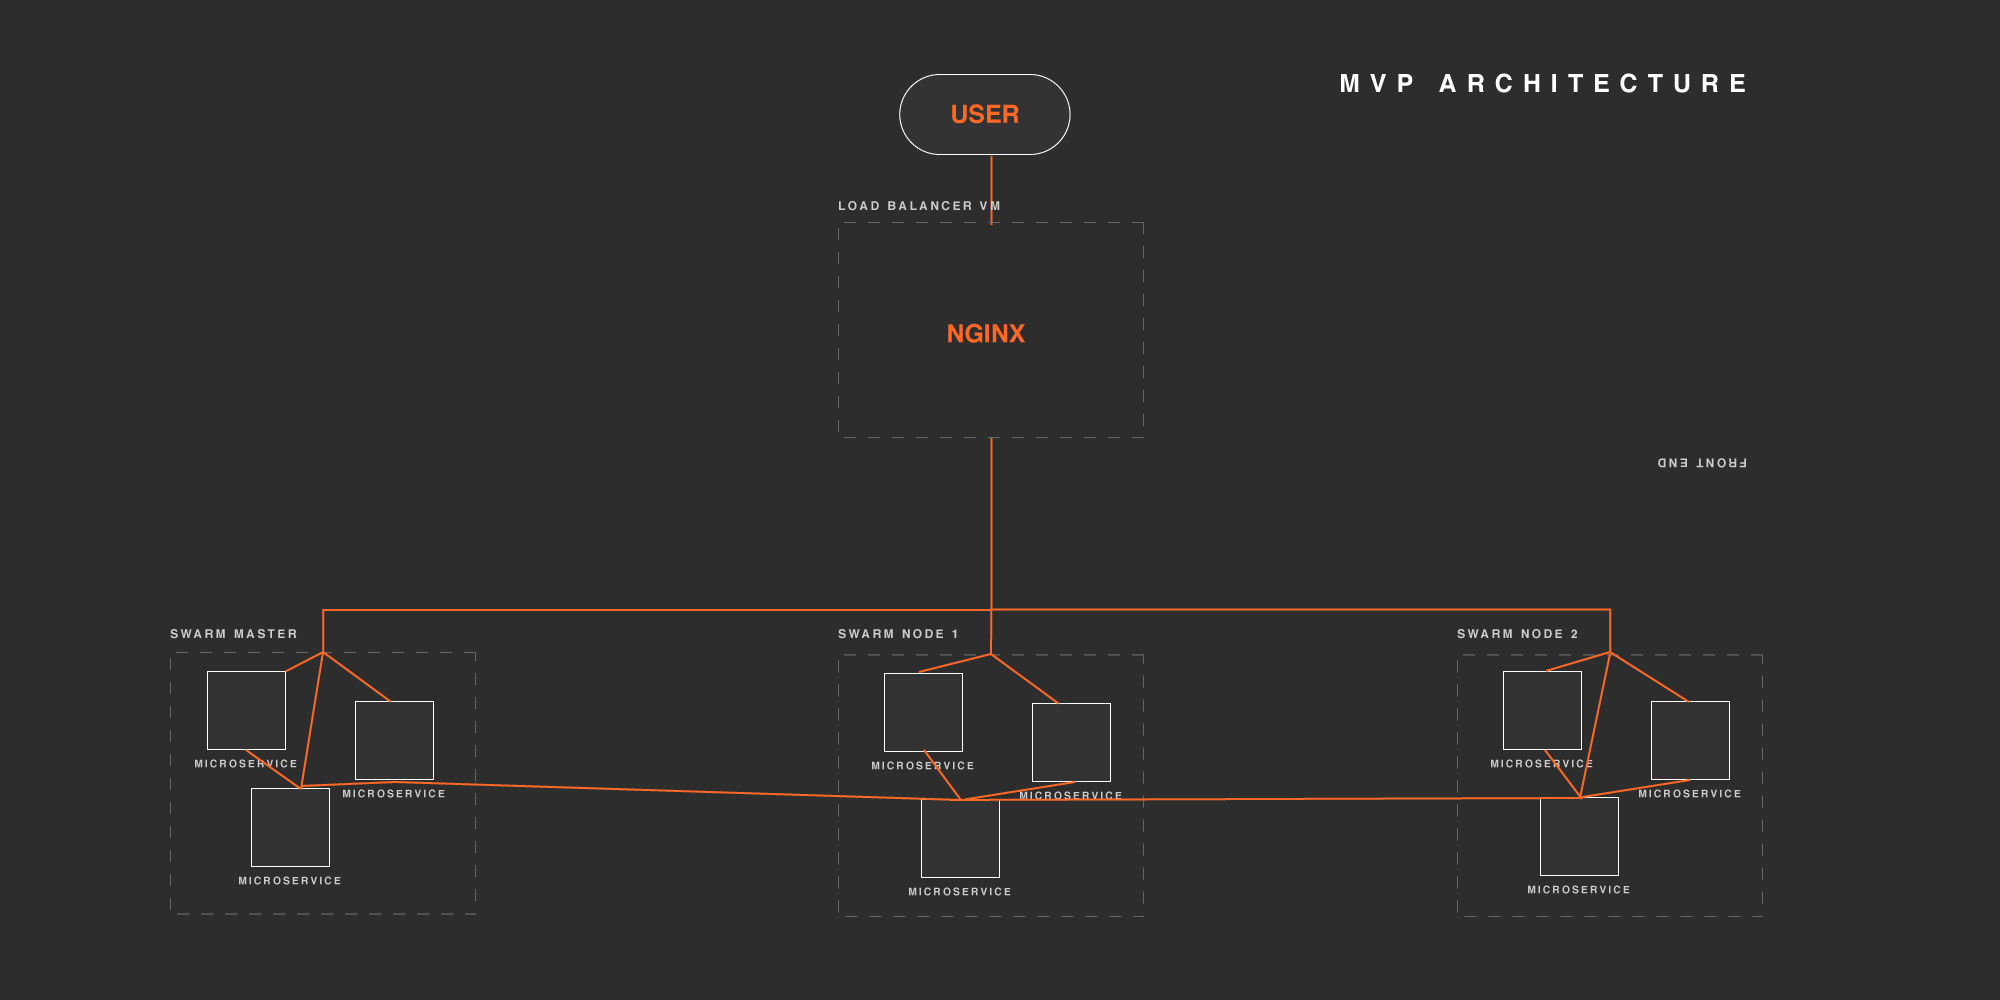 MVP ARCHITECTURE
USER
LOAD BALANCER VM
NGINX
FRONT END
SWARM MASTER
SWARM NODE 1
SWARM NODE 2
MICROSERVICE
MICROSERVICE
MICROSERVICE
MICROSERVICE
MICROSERVICE
MICROSERVICE
MICROSERVICE
MICROSERVICE
MICROSERVICE